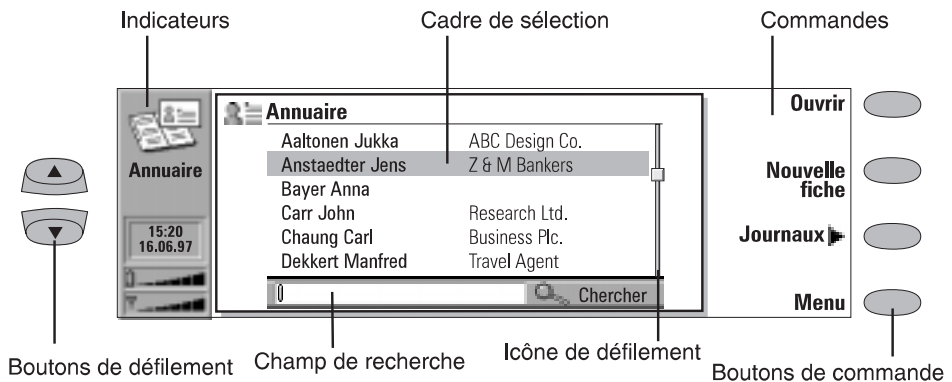 Indicateurs
Cadre de sélection
Commandes
Annuaire
15:20
16.06.97
Annuaire
Aaltonen Jukka ABC Design Co.
Anstaedter Jens Z & M Bankers
Bayer Anna
Carr John Research Ltd.
Chaung Carl Business Plc.
Dekkert Manfred Travel Agent
Chercher
Ouvrir
Nouvelle
fiche
Journaux
Menu
Boutons de défilement
Champ de recherche
Icône de défilement
Boutons de commande